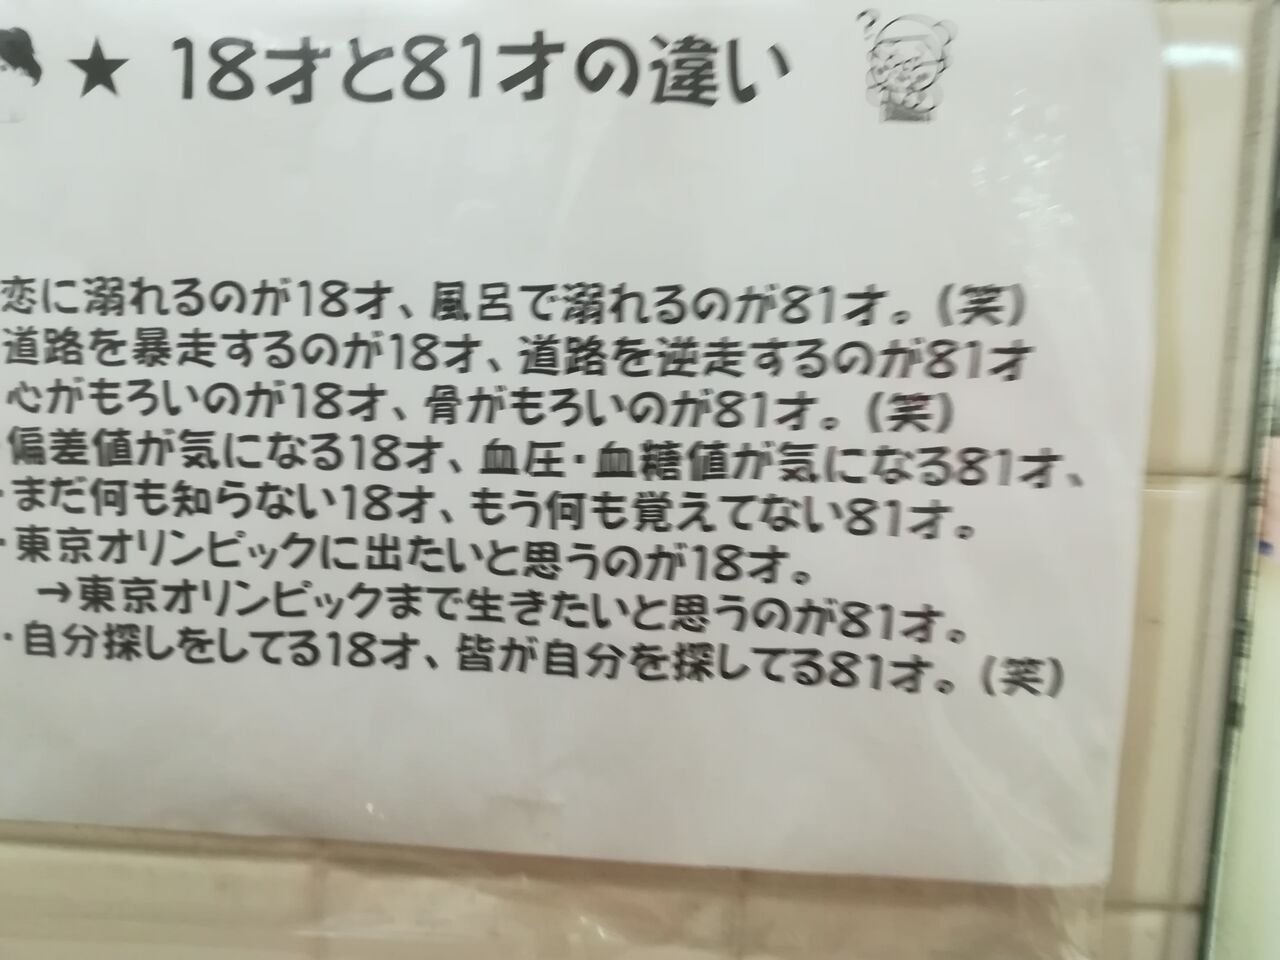 ★ 18才と81才の違い
恋に溺れるのが18才、風呂で溺れるのが81才。(笑)
道路を暴走するのが18才、道路を逆走するのが81才
心がもろいのが18才、骨がもろいのが81才。(笑)
・偏差値が気になる18才、血圧・血糖値が気になる81才、
・まだ何も知らない18才、もう何も覚えてない81才。
・東京オリンピックに出たいと思うのが18才。
→東京オリンピックまで生きたいと思うのが81才。
・自分探しをしてる18才、皆が自分を探してる81才。(笑)